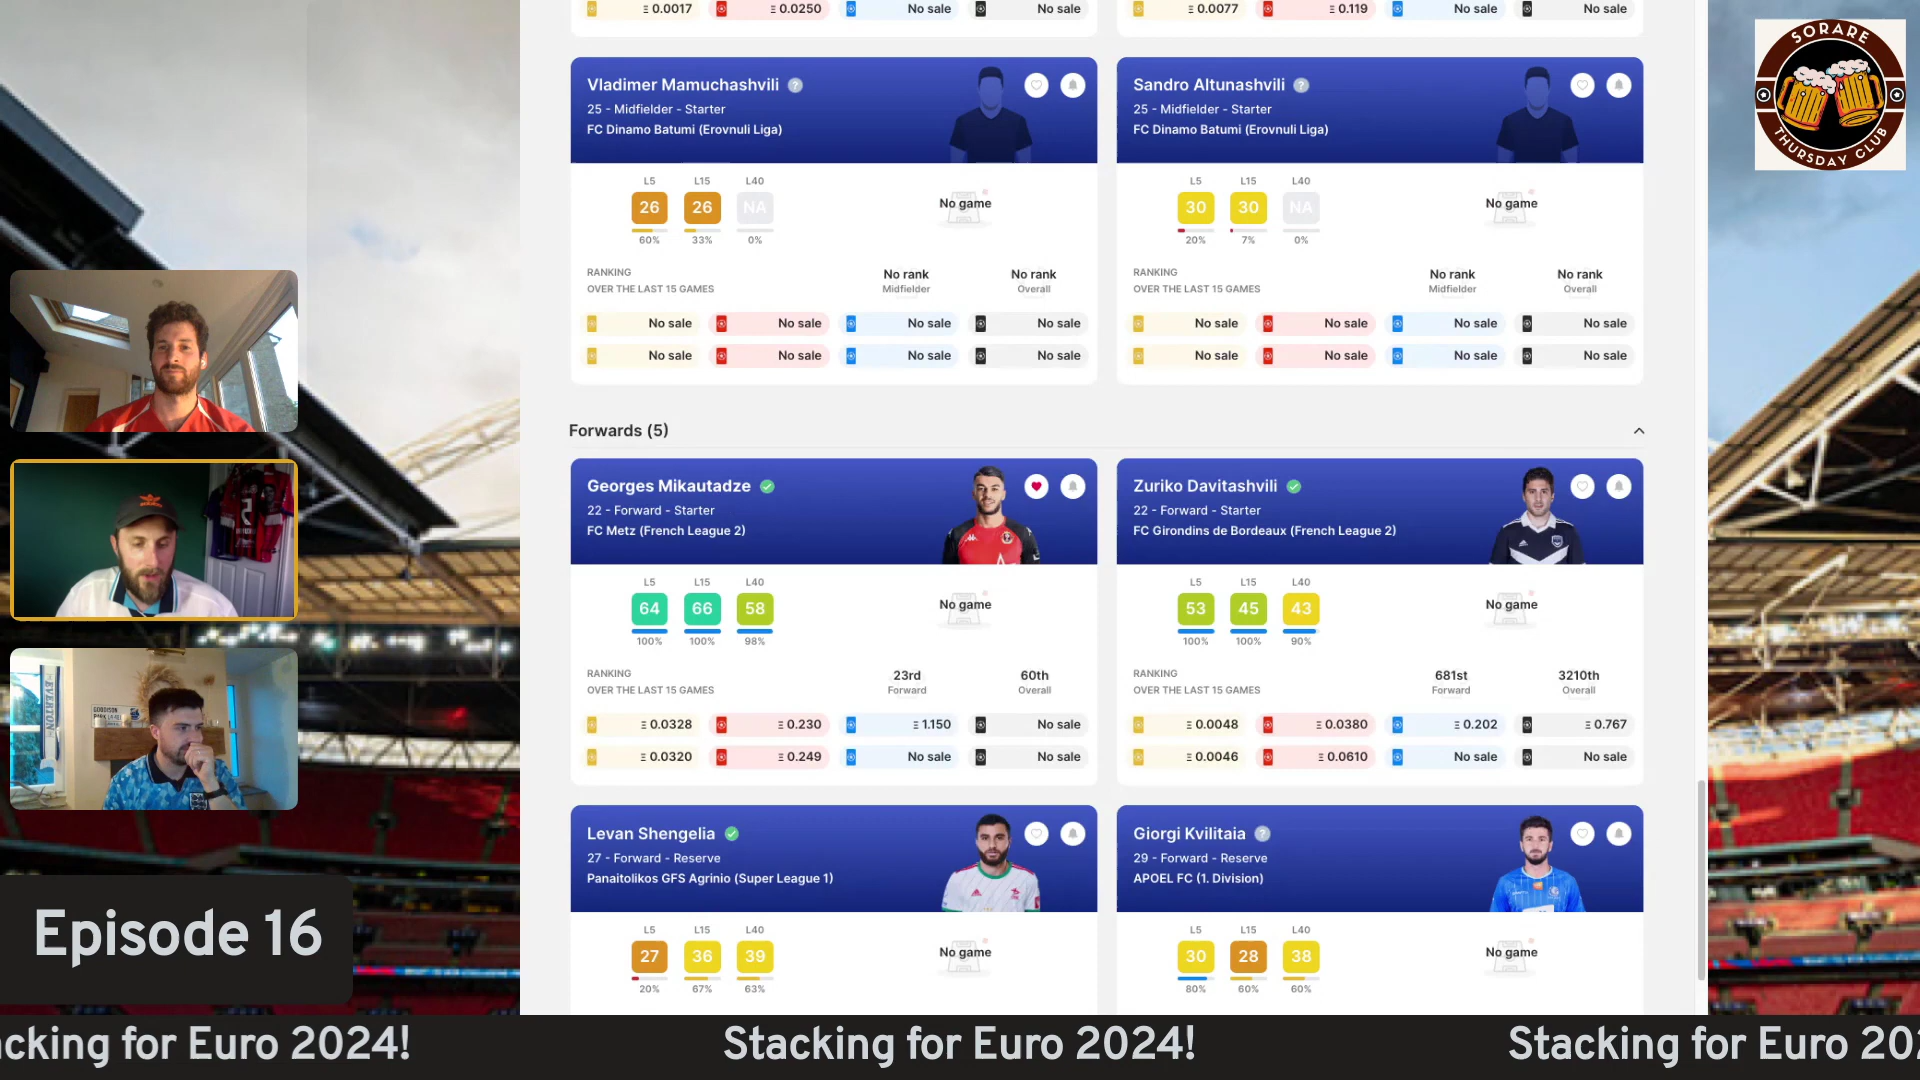 Ξ 0.0017 Ξ 0.0250 No sale No sale
Ξ 0.0077 Ξ 0.119 No sale No sale
SORARE
THURSDAY CLUB
Vladimer Mamuchashvili ?
25 - Midfielder - Starter
FC Dinamo Batumi (Erovnuli Liga)
L5 L15 L40
26 26 NA
60% 33% 0%
No game
RANKING
OVER THE LAST 15 GAMES
No rank No rank
Midfielder Overall
No sale No sale No sale No sale
No sale No sale No sale No sale
Sandro Altunashvili ?
25 - Midfielder - Starter
FC Dinamo Batumi (Erovnuli Liga)
L5 L15 L40
30 30 NA
20% 7% 0%
No game
RANKING
OVER THE LAST 15 GAMES
No rank No rank
Midfielder Overall
No sale No sale No sale No sale
No sale No sale No sale No sale
Forwards (5)
Georges Mikautadze
22 - Forward - Starter
FC Metz (French League 2)
L5 L15 L40
64 66 58
100% 100% 98%
No game
RANKING
OVER THE LAST 15 GAMES
23rd 60th
Forward Overall
Ξ 0.0328 Ξ 0.230 Ξ 1.150 No sale
Ξ 0.0320 Ξ 0.249 No sale No sale
Zuriko Davitashvili
22 - Forward - Starter
FC Girondins de Bordeaux (French League 2)
L5 L15 L40
53 45 43
100% 100% 90%
No game
RANKING
OVER THE LAST 15 GAMES
681st 3210th
Forward Overall
Ξ 0.0048 Ξ 0.0380 Ξ 0.202 Ξ 0.767
Ξ 0.0046 Ξ 0.0610 No sale No sale
Levan Shengelia
27 - Forward - Reserve
Panaitolikos GFS Agrinio (Super League 1)
L5 L15 L40
27 36 39
20% 67% 63%
No game
Giorgi Kvilitaia ?
29 - Forward - Reserve
APOEL FC (1. Division)
L5 L15 L40
30 28 38
80% 60% 60%
No game
EVERTON
GOODISON
Episode 16
acking for Euro 2024! Stacking for Euro 2024! Stacking for Euro 202